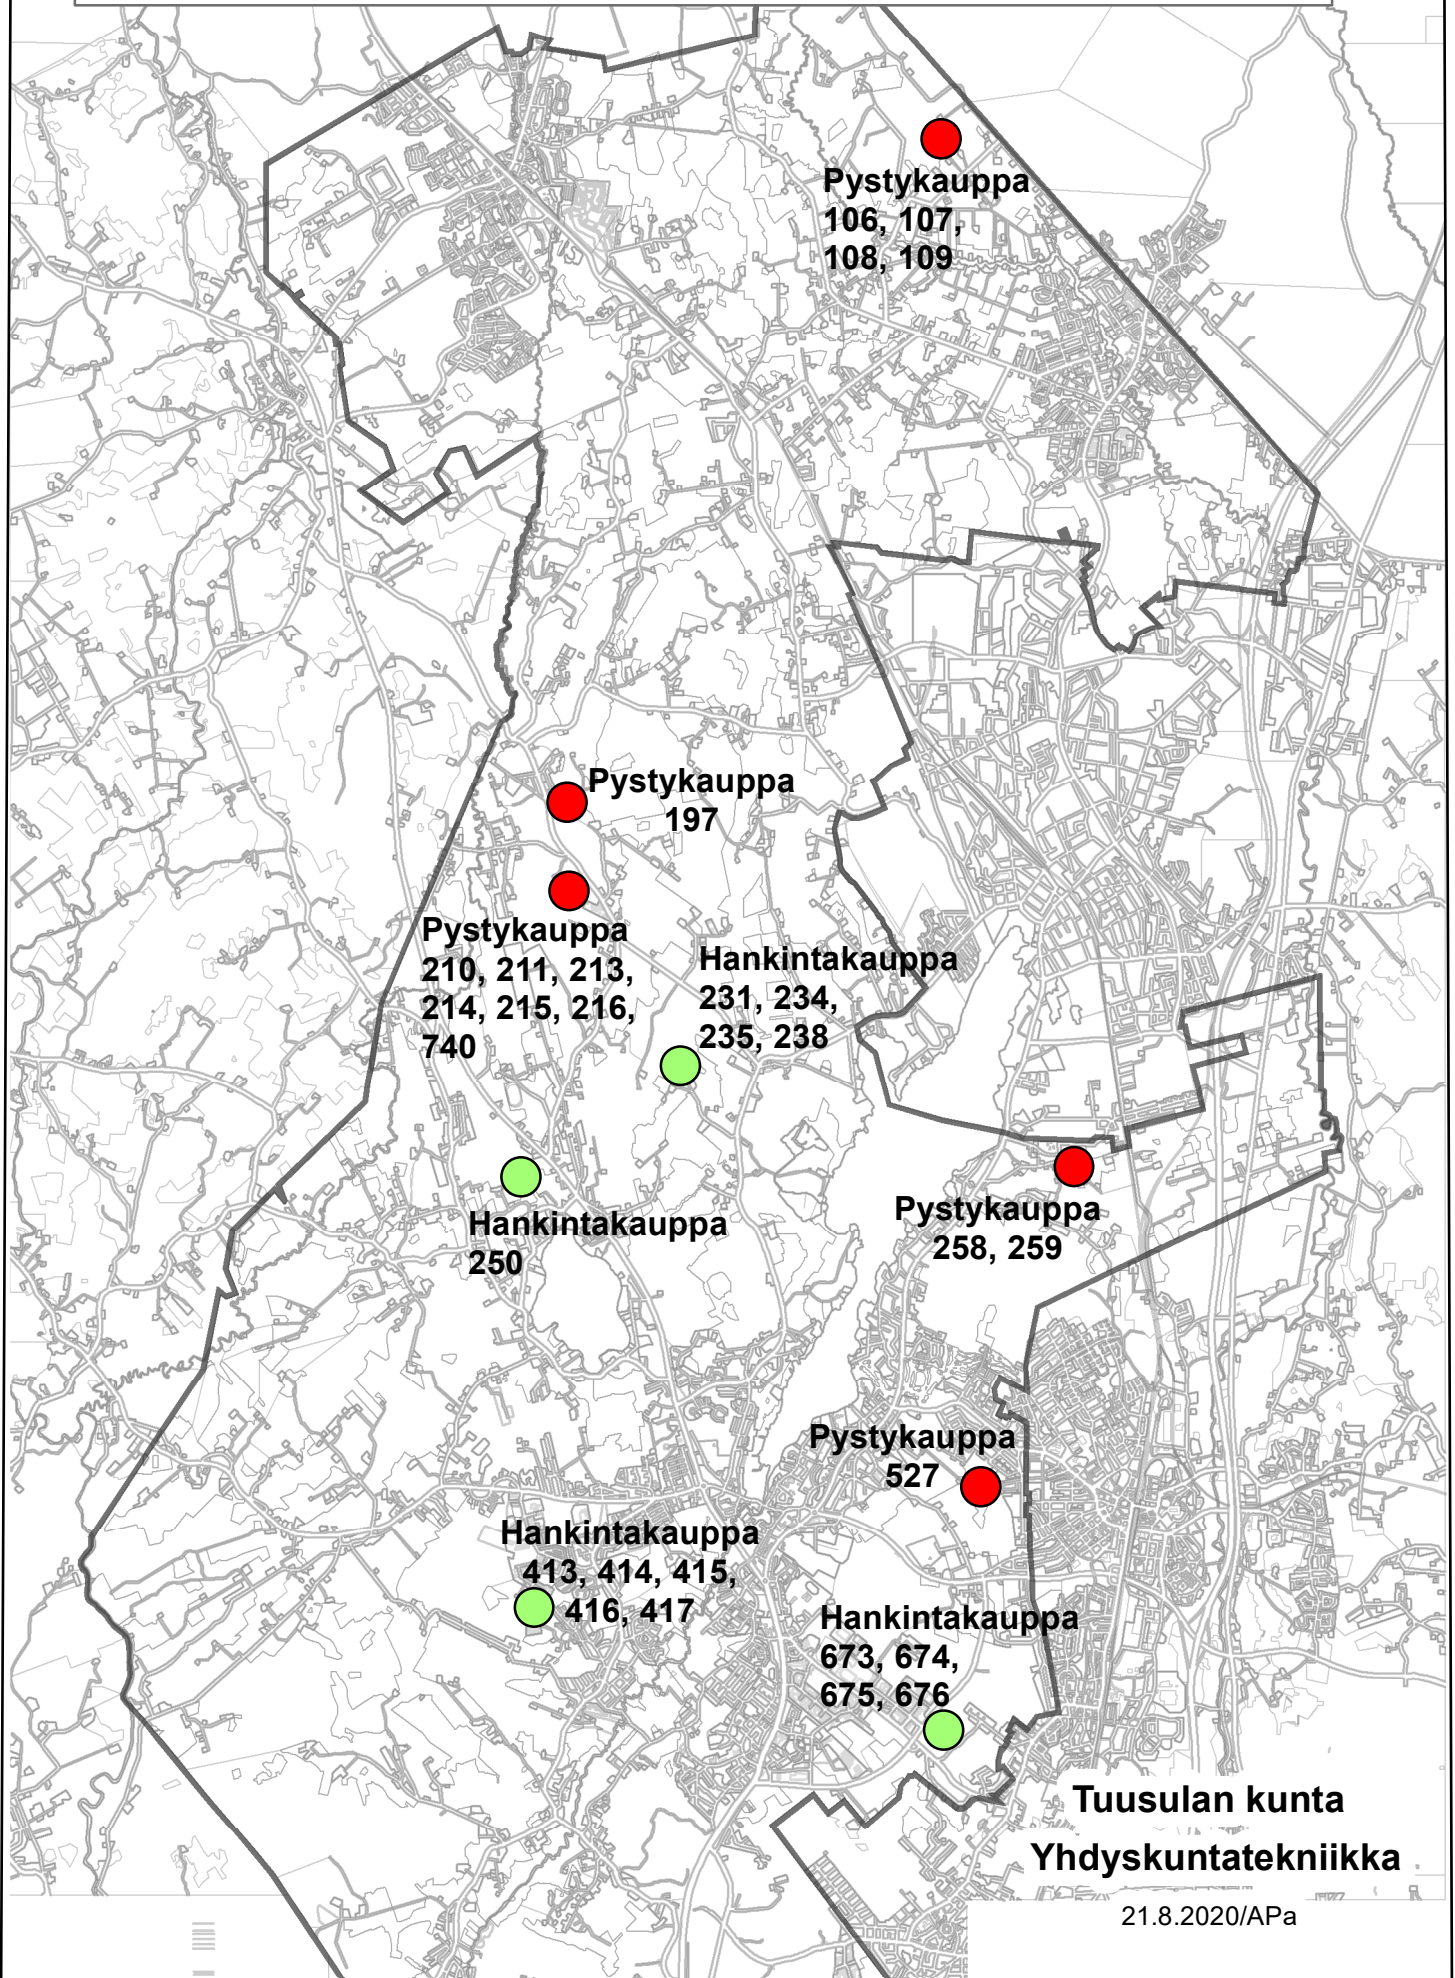 Pystykauppa
106, 107,
108, 109
Pystykauppa
197
Pystykauppa
210, 211, 213,
214, 215, 216,
740
Hankintakauppa
231, 234,
235, 238
Hankintakauppa
250
Pystykauppa
258, 259
Pystykauppa
527
Hankintakauppa
413, 414, 415,
416, 417
Hankintakauppa
673, 674,
675, 676
Tuusulan kunta
Yhdyskuntatekniikka
21.8.2020/APa